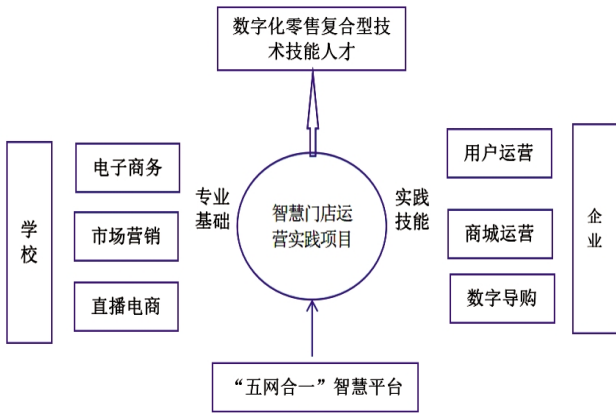 数字化零售复合型技
术技能人才
学
校
电子商务
市场营销
直播电商
专业
基础
智慧门店运
营实践项目
实践
技能
用户运营
商城运营
数字导购
企
业
“五网合一”智慧平台